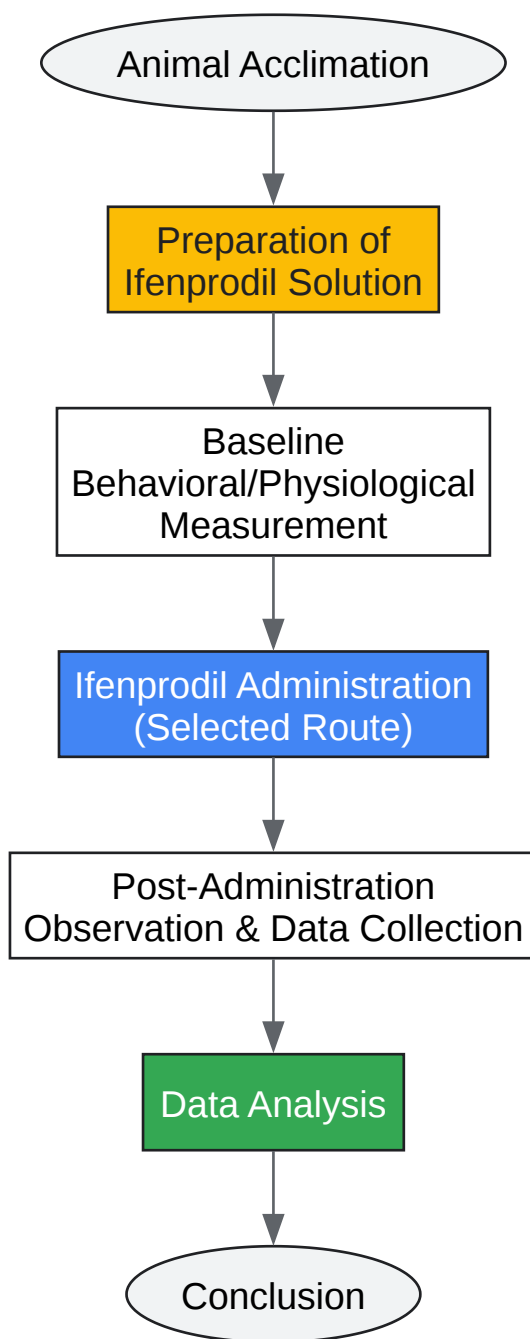 Animal Acclimation
Preparation of
Ifenprodil Solution
Baseline
Behavioral/Physiological
Measurement
Ifenprodil Administration
(Selected Route)
Post-Administration
Observation & Data Collection
Data Analysis
Conclusion